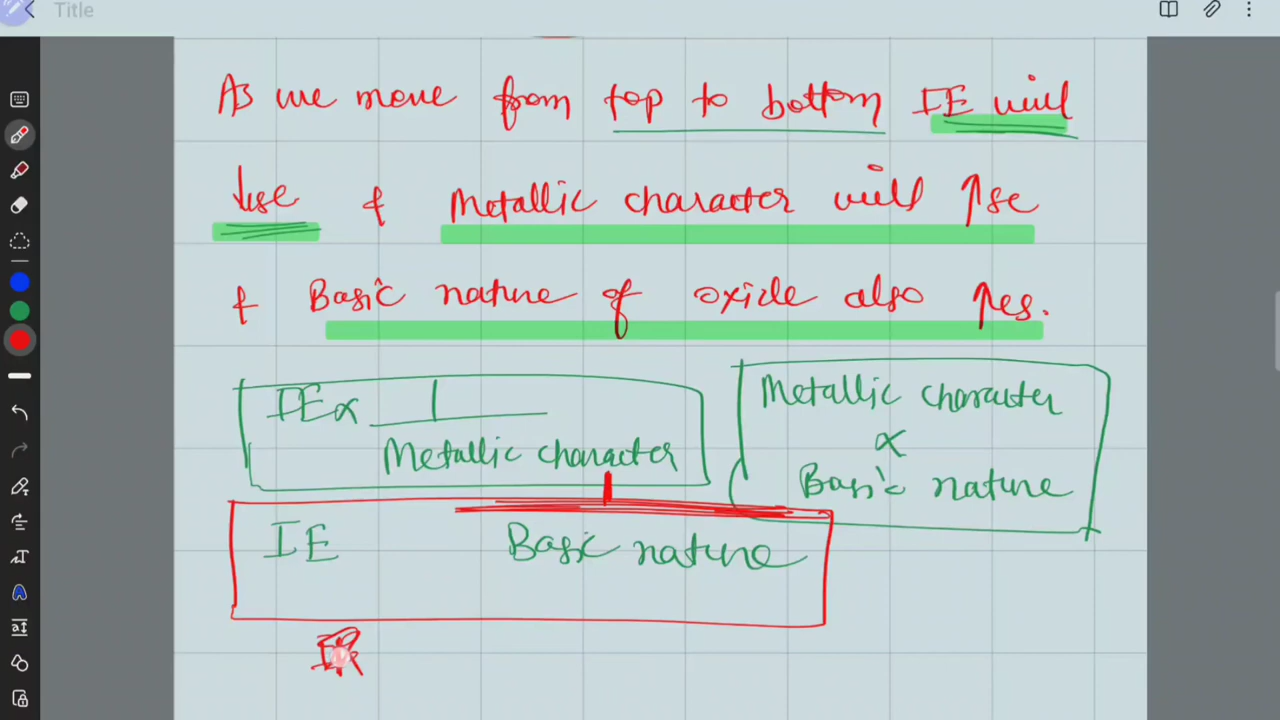 Title
As we move from top to bottom IE will
↓se & Metallic character will ↑se
& Basic nature of oxide also ↑es.
IE ∝ 1
Metallic character
Metallic character
∝
Basic nature
1
IE Basic nature